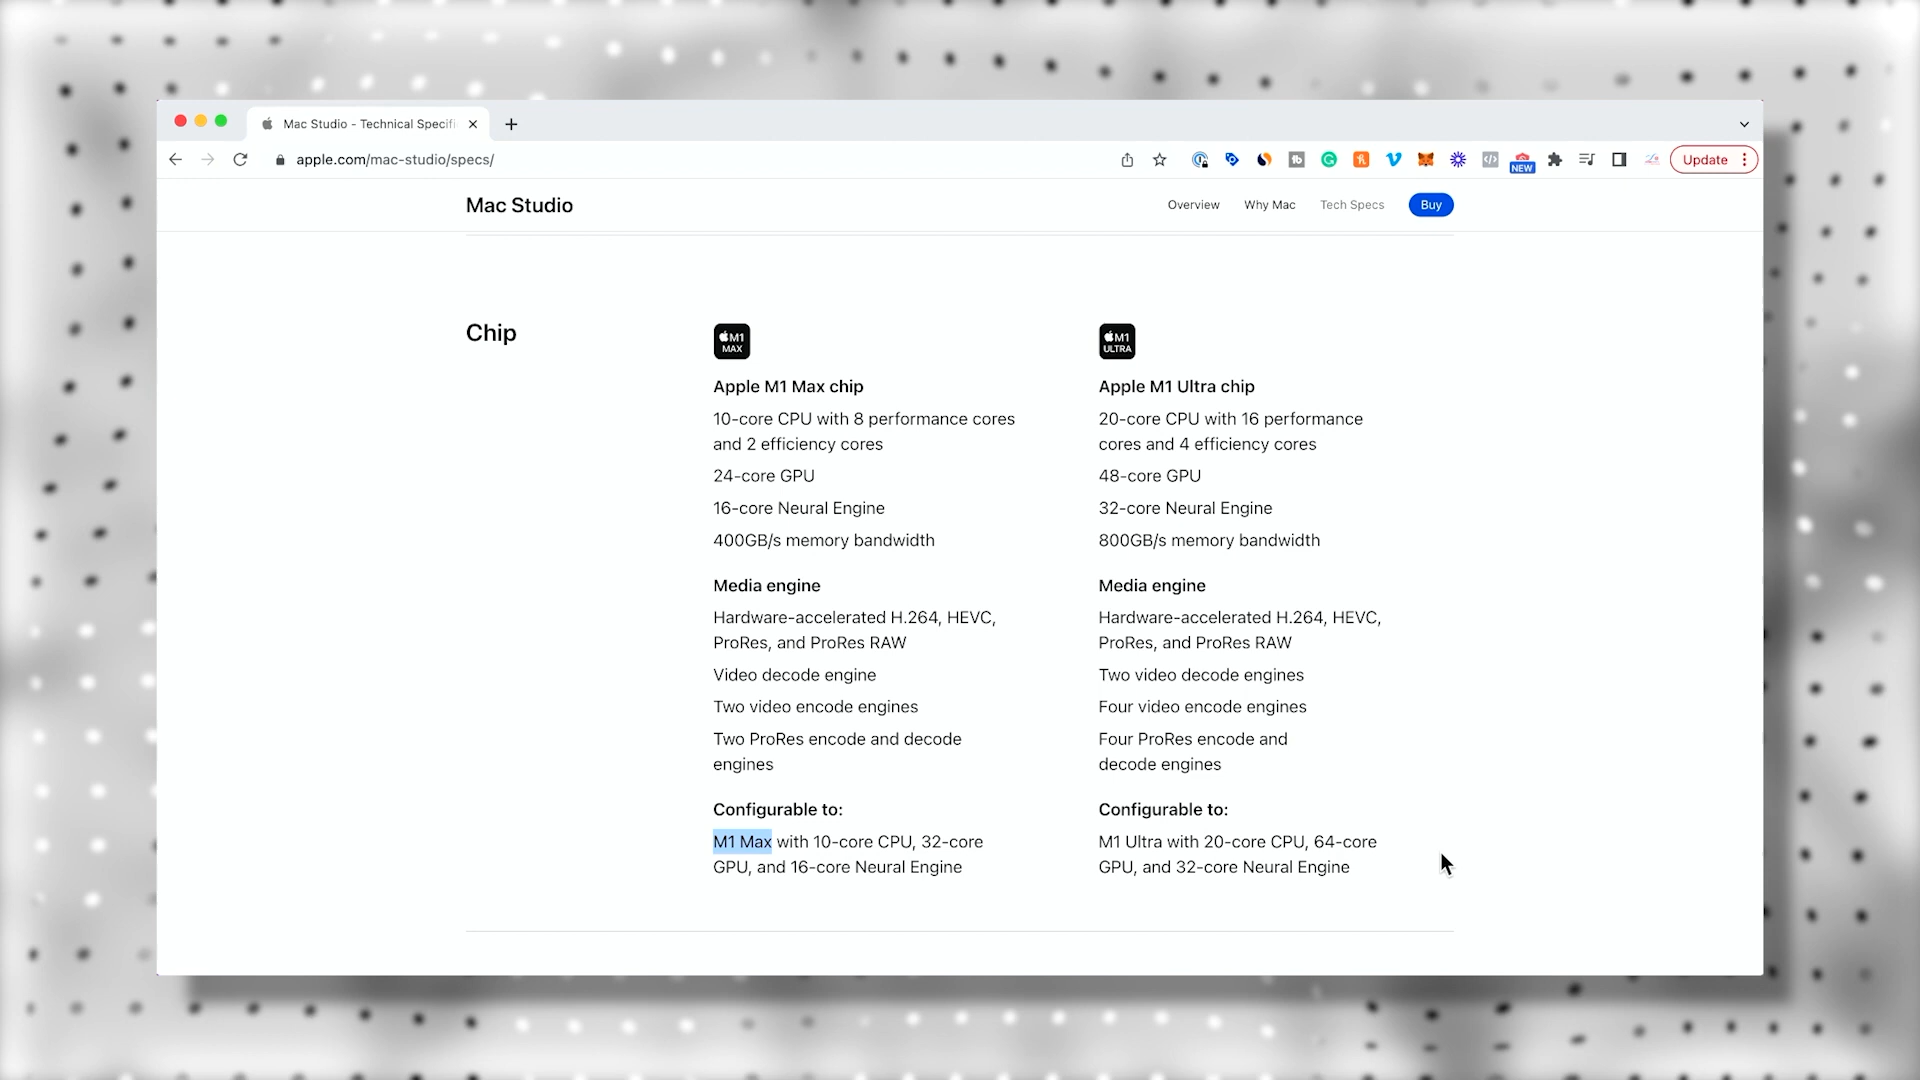 Mac Studio - Technical Specifi
apple.com/mac-studio/specs/
NEW
Update
Mac Studio
Overview
Why Mac
Tech Specs
Buy
Chip
M1
MAX
Apple M1 Max chip
10-core CPU with 8 performance cores
and 2 efficiency cores
24-core GPU
16-core Neural Engine
400GB/s memory bandwidth
Media engine
Hardware-accelerated H.264, HEVC,
ProRes, and ProRes RAW
Video decode engine
Two video encode engines
Two ProRes encode and decode
engines
Configurable to:
M1 Max with 10-core CPU, 32-core
GPU, and 16-core Neural Engine
M1
ULTRA
Apple M1 Ultra chip
20-core CPU with 16 performance
cores and 4 efficiency cores
48-core GPU
32-core Neural Engine
800GB/s memory bandwidth
Media engine
Hardware-accelerated H.264, HEVC,
ProRes, and ProRes RAW
Two video decode engines
Four video encode engines
Four ProRes encode and
decode engines
Configurable to:
M1 Ultra with 20-core CPU, 64-core
GPU, and 32-core Neural Engine